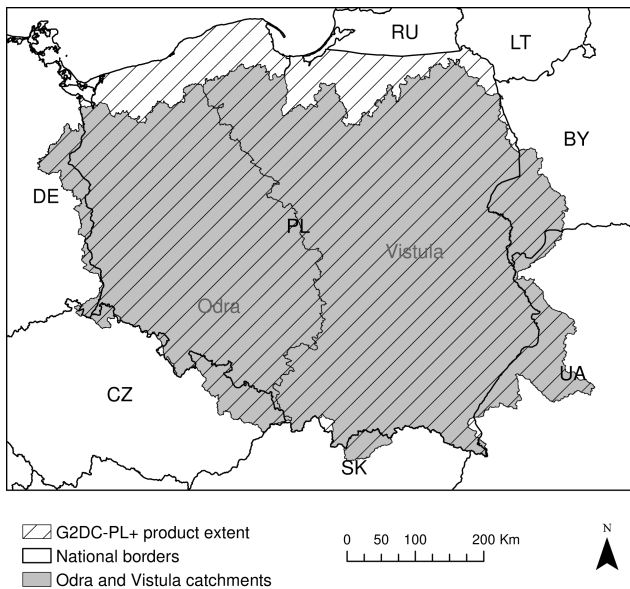 RU
LT
BY
DE
PL
Vistula
Odra
UA
CZ
SK
G2DC-PL+ product extent
National borders
Odra and Vistula catchments
0 50 100 200 Km
N